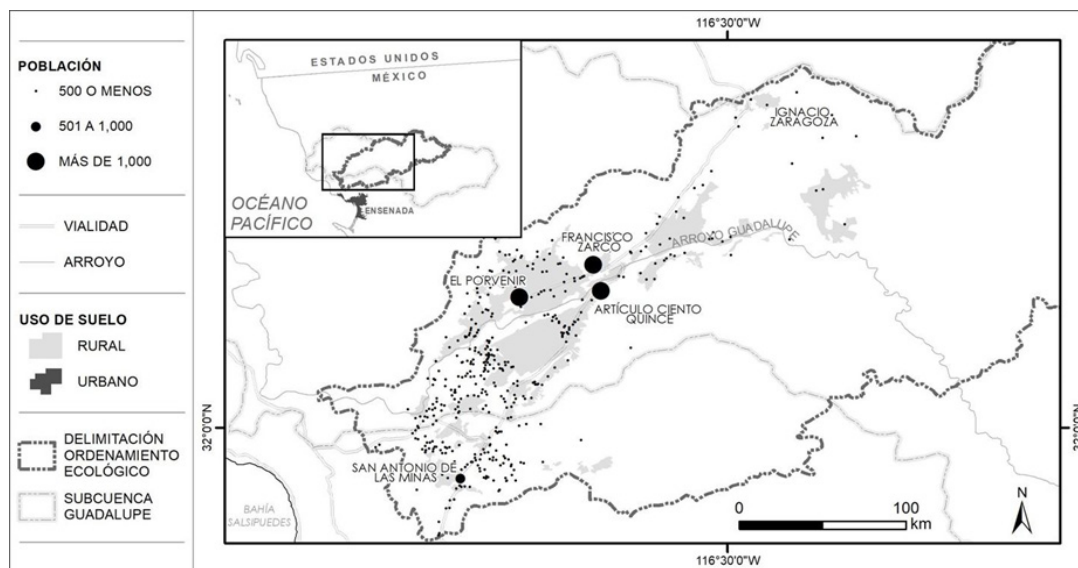 POBLACIÓN
500 O MENOS
501 A 1,000
MÁS DE 1,000
VIALIDAD
ARROYO
USO DE SUELO
RURAL
URBANO
DELIMITACIÓN
ORDENAMIENTO
ECOLÓGICO
SUBCUENCA
GUADALUPE
116°30'0"W
ESTADOS UNIDOS
MÉXICO
OCÉANO
PACÍFICO
ENSENADA
IGNACIO
ZARAGOZA
ARROYO GUADALUPE
FRANCISCO
ZARCO
EL PORVENIR
ARTÍCULO CIENTO
QUINCE
32°0'0"N
32°0'0"N
SAN ANTONIO DE
LAS MINAS
BAHÍA
SALSIPUEDES
0 100
km
N
116°30'0"W